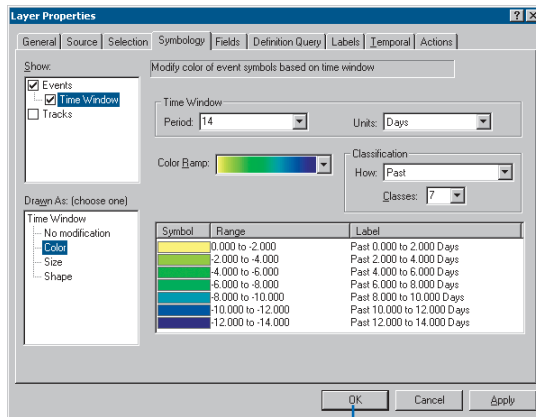 Layer Properties
General Source Selection Symbology Fields Definition Query Labels Temporal Actions
Show:
Events
Time Window
Tracks
Modify color of event symbols based on time window
Time Window
Period: 14 Units: Days
Color Ramp:
Classification
How: Past
Classes: 7
Drawn As: (choose one)
Time Window
No modification
Color
Size
Shape
Symbol Range Label
0.000 to -2.000 Past 0.000 to 2.000 Days
-2.000 to -4.000 Past 2.000 to 4.000 Days
-4.000 to -6.000 Past 4.000 to 6.000 Days
-6.000 to -8.000 Past 6.000 to 8.000 Days
-8.000 to -10.000 Past 8.000 to 10.000 Days
-10.000 to -12.000 Past 10.000 to 12.000 Days
-12.000 to -14.000 Past 12.000 to 14.000 Days
OK Cancel Apply